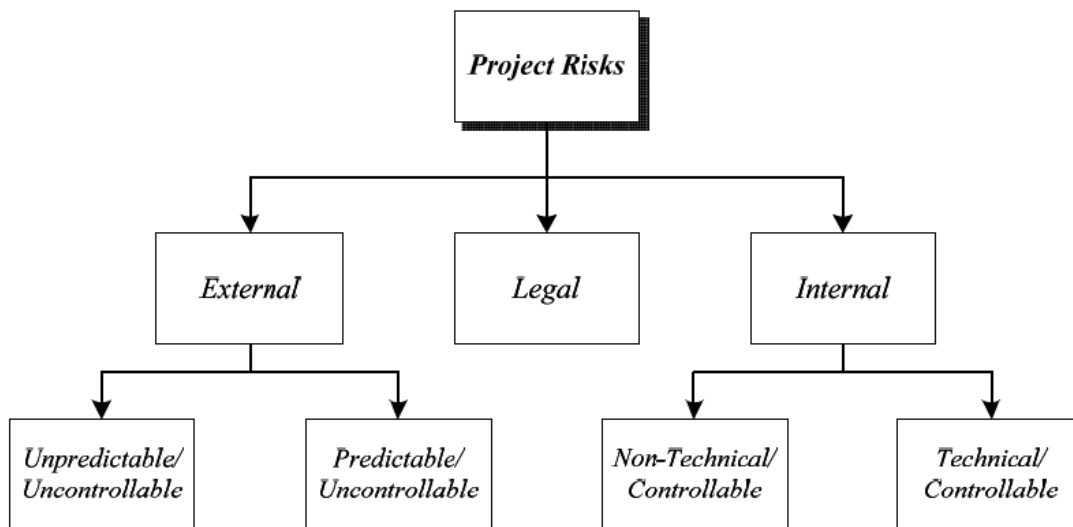 Project Risks
External
Legal
Internal
Unpredictable/
Uncontrollable
Predictable/
Uncontrollable
Non-Technical/
Controllable
Technical/
Controllable